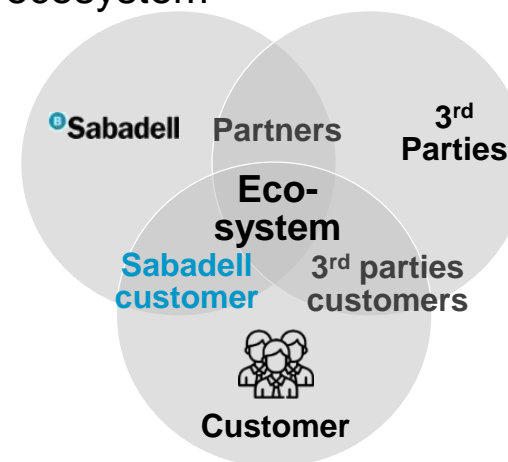 ecosystem
B Sabadell
Partners
3rd
Parties
Eco-
system
Sabadell
customer
3rd parties
customers
Customer